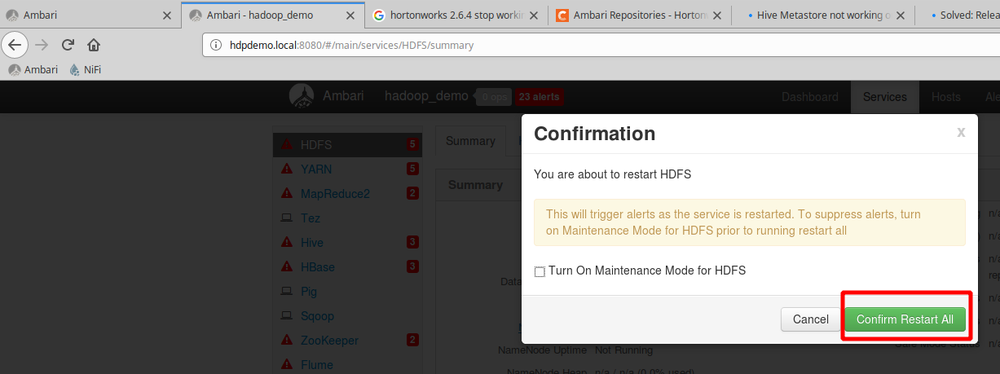 Ambari
Ambari - hadoop_demo
hortonworks 2.6.4 stop workin
Ambari Repositories - Horton
Hive Metastore not working o
Solved: Relea
hdpdemo.local:8080/#/main/services/HDFS/summary
Ambari NiFi
Ambari hadoop_demo 0 ops 23 alerts Dashboard Services Hosts Ale
HDFS 5
YARN 5
MapReduce2 2
Tez
Hive 3
HBase 3
Pig
Sqoop
ZooKeeper 2
Flume
Summary
Summary
Confirmation x
You are about to restart HDFS
This will trigger alerts as the service is restarted. To suppress alerts, turn
on Maintenance Mode for HDFS prior to running restart all
Turn On Maintenance Mode for HDFS
Cancel Confirm Restart All
Data
NameNode Uptime Not Running
NameNode Heap n/a / n/a (0.0% used)
Safe Mode Status